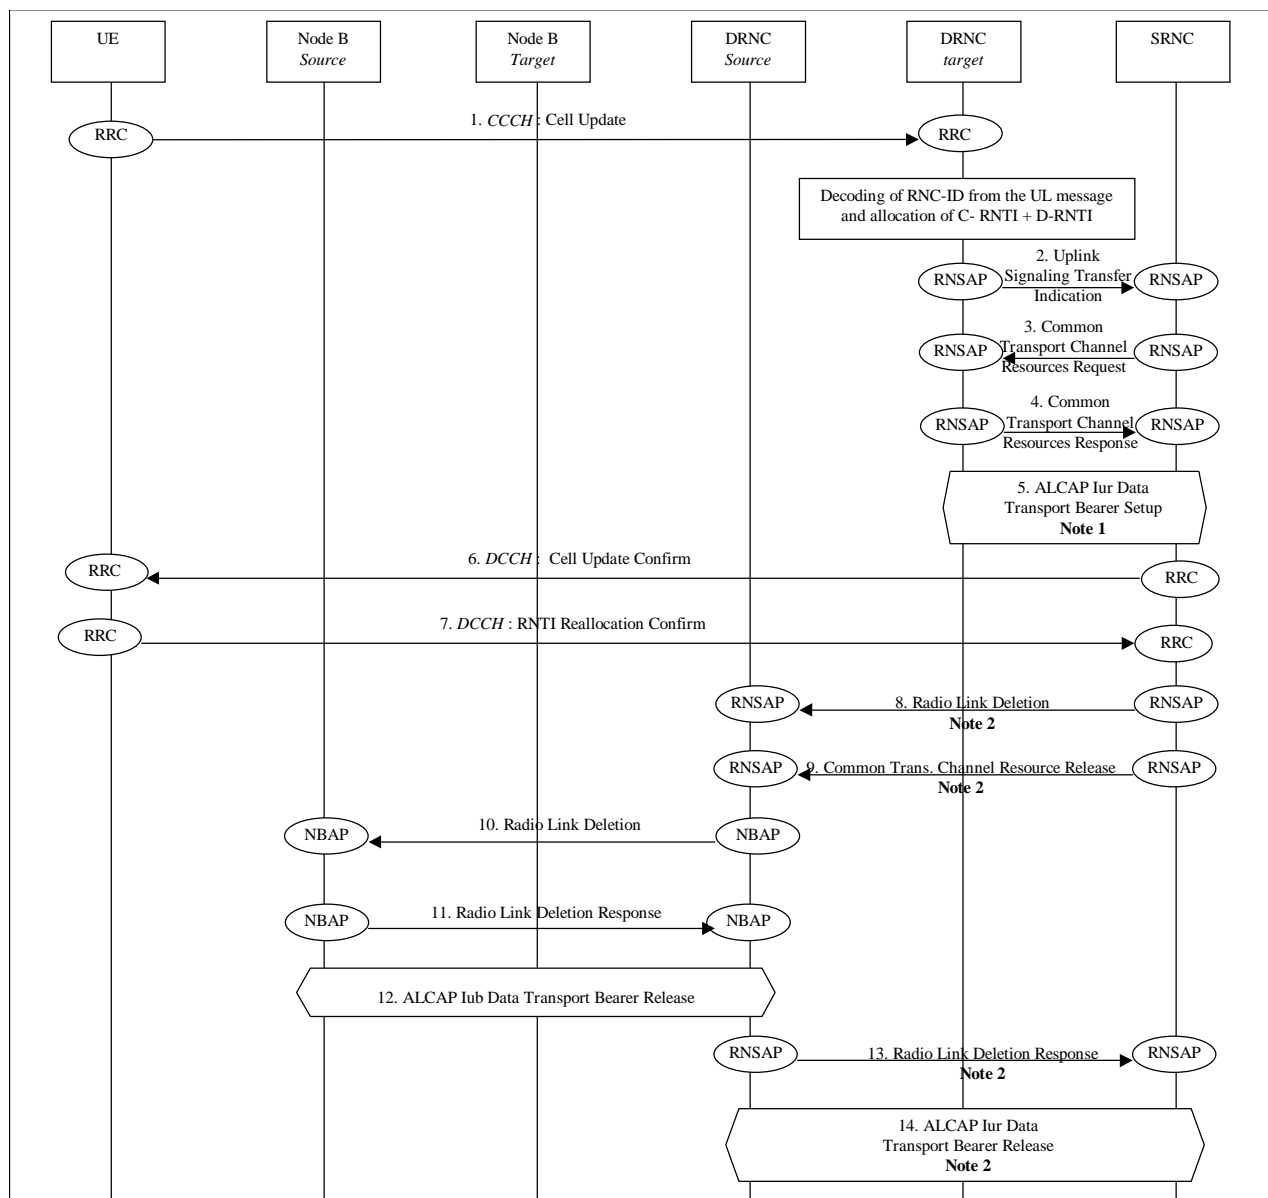 UE
Node B
Source
Node B
Target
DRNC
Source
DRNC
target
SRNC
1. CCCH : Cell Update
RRC
RRC
Decoding of RNC-ID from the UL message
and allocation of C- RNTI + D-RNTI
2. Uplink
Signaling Transfer
Indication
RNSAP
RNSAP
3. Common
Transport Channel
Resources Request
RNSAP
RNSAP
4. Common
Transport Channel
Resources Response
RNSAP
RNSAP
5. ALCAP Iur Data
Transport Bearer Setup
Note 1
6. DCCH : Cell Update Confirm
RRC
RRC
7. DCCH : RNTI Reallocation Confirm
RRC
RRC
RNSAP
8. Radio Link Deletion
Note 2
RNSAP
RNSAP
9. Common Trans. Channel Resource Release
Note 2
RNSAP
NBAP
10. Radio Link Deletion
NBAP
NBAP
11. Radio Link Deletion Response
NBAP
12. ALCAP Iub Data Transport Bearer Release
RNSAP
13. Radio Link Deletion Response
Note 2
RNSAP
14. ALCAP Iur Data
Transport Bearer Release
Note 2